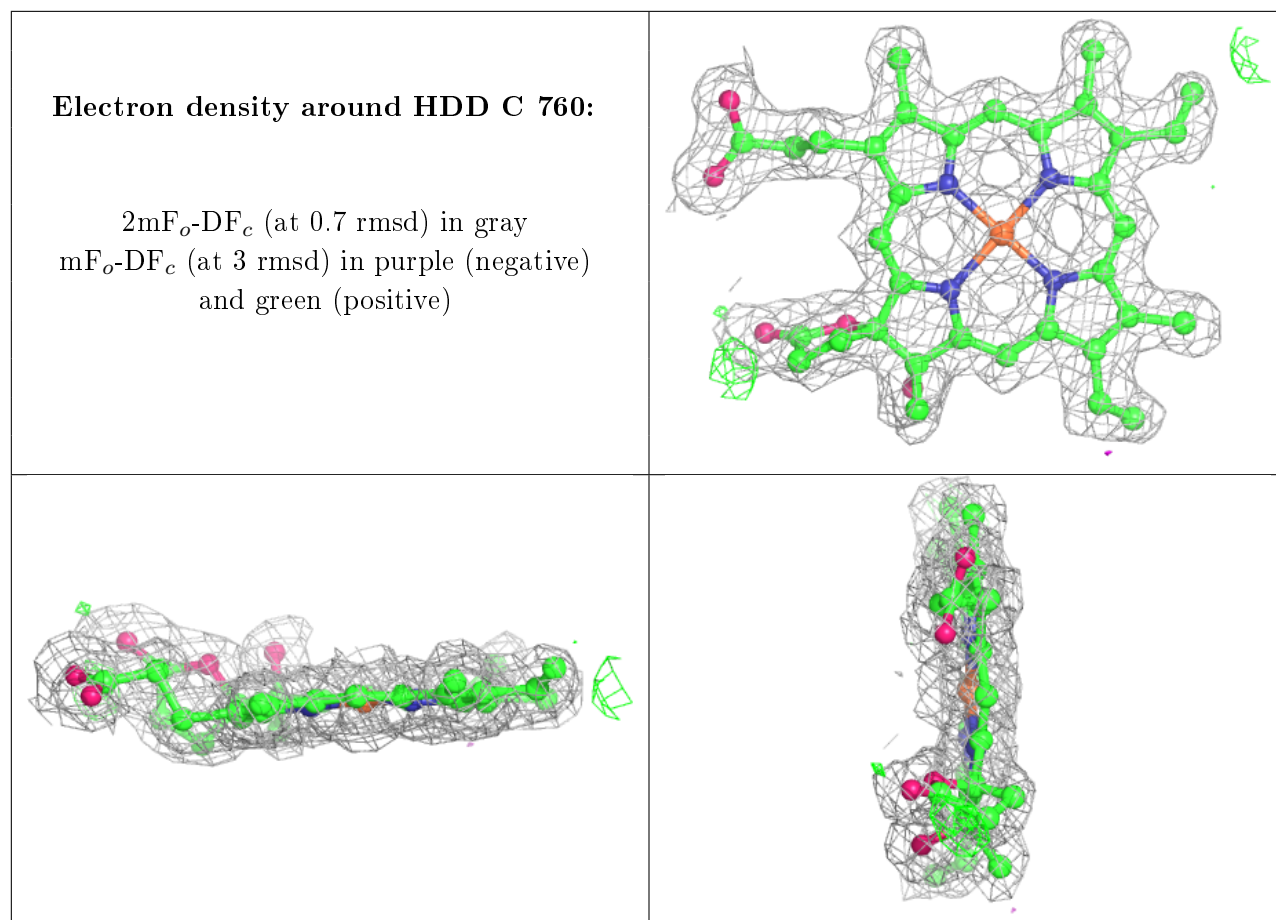 Electron density around HDD C 760:
2mFo-DFc (at 0.7 rmsd) in gray
mFo-DFc (at 3 rmsd) in purple (negative)
and green (positive)